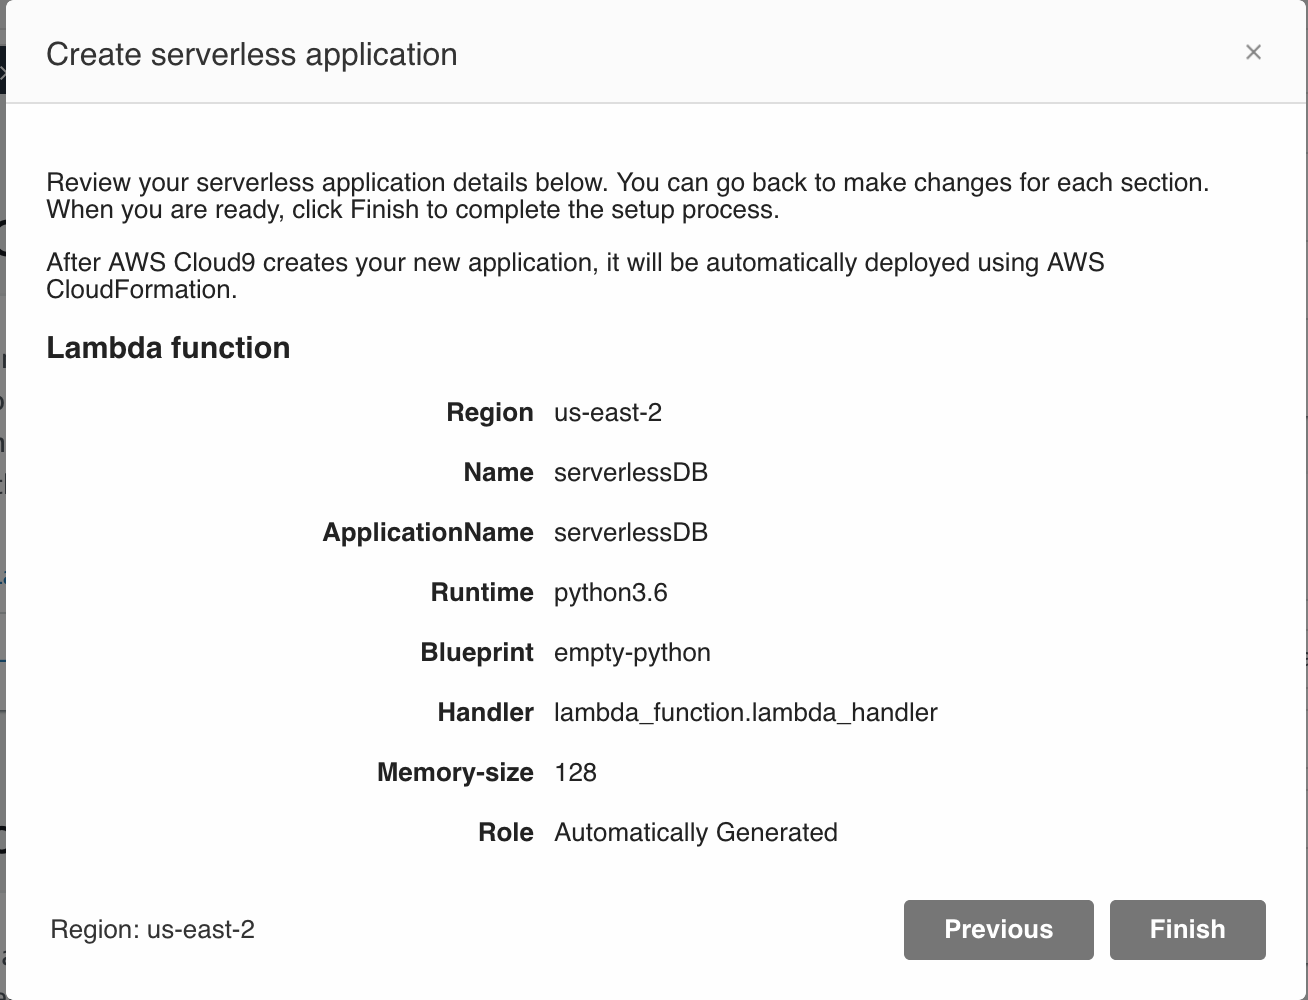 Create serverless application
×
Review your serverless application details below. You can go back to make changes for each section.
When you are ready, click Finish to complete the setup process.
After AWS Cloud9 creates your new application, it will be automatically deployed using AWS
CloudFormation.
Lambda function
Region us-east-2
Name serverlessDB
ApplicationName serverlessDB
Runtime python3.6
Blueprint empty-python
Handler lambda_function.lambda_handler
Memory-size 128
Role Automatically Generated
Region: us-east-2
Previous Finish